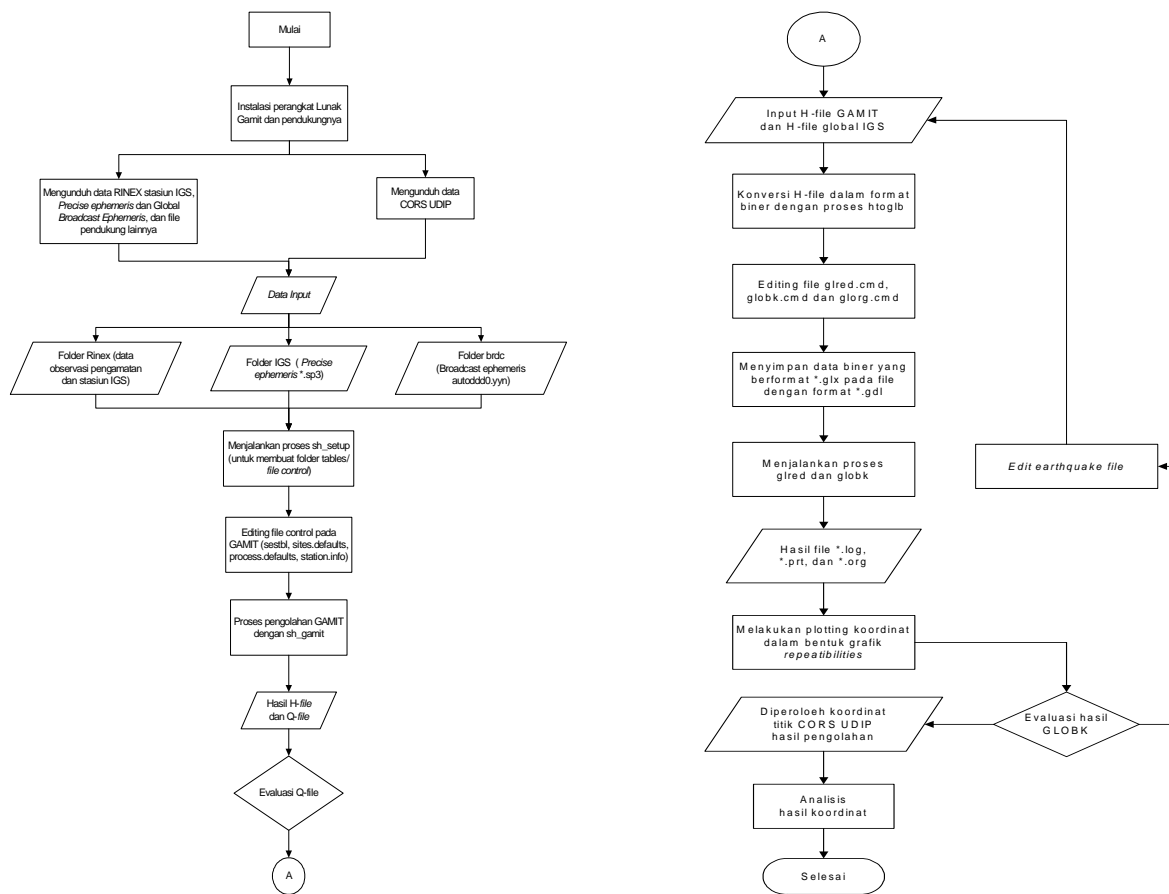 Mulai
Instalasi perangkat Lunak
Gamit dan pendukungnya
Mengunduh data RINEX stasiun IGS,
Precise ephemeris dan Global
Broadcast Ephemeris, dan file
pendukung lainnya
Mengunduh data
CORS UDIP
Data Input
Folder Rinex (data
observasi pengamatan
dan stasiun IGS)
Folder IGS ( Precise
ephemeris *.sp3)
Folder brdc
(Broadcast ephemeris
autoddd0.yyn)
Menjalankan proses sh_setup
(untuk membuat folder tables/
file control)
Editing file control pada
GAMIT (sestbl, sites.defaults,
process.defaults, station.info)
Proses pengolahan GAMIT
dengan sh_gamit
Hasil H-file
dan Q-file
Evaluasi Q-file
A
A
Input H-file GAMIT
dan H-file global IGS
Konversi H-file dalam format
biner dengan proses htoglb
Editing file glred.cmd,
globk.cmd dan glorg.cmd
Menyimpan data biner yang
berformat *.glx pada file
dengan format *.gdl
Menjalankan proses
glred dan globk
Edit earthquake file
Hasil file *.log,
*.prt, dan *.org
Melakukan plotting koordinat
dalam bentuk grafik
repeatibilities
Evaluasi hasil
GLOBK
Diperoloeh koordinat
titik CORS UDIP
hasil pengolahan
Analisis
hasil koordinat
Selesai